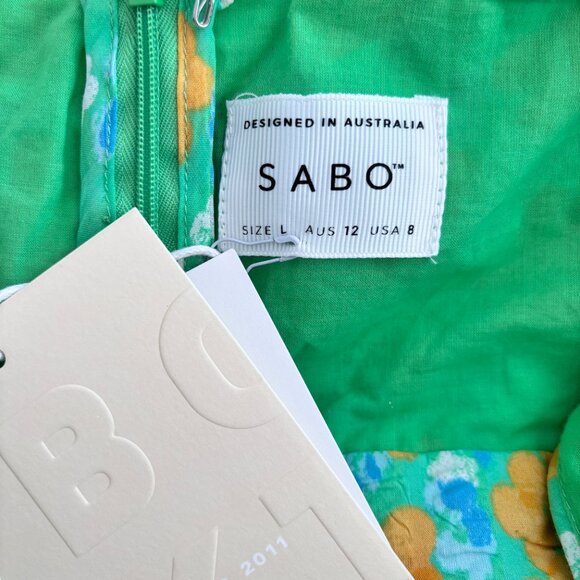 DESIGNED IN AUSTRALIA
SABO™
SIZE L AUS 12 USA 8
B O
2011